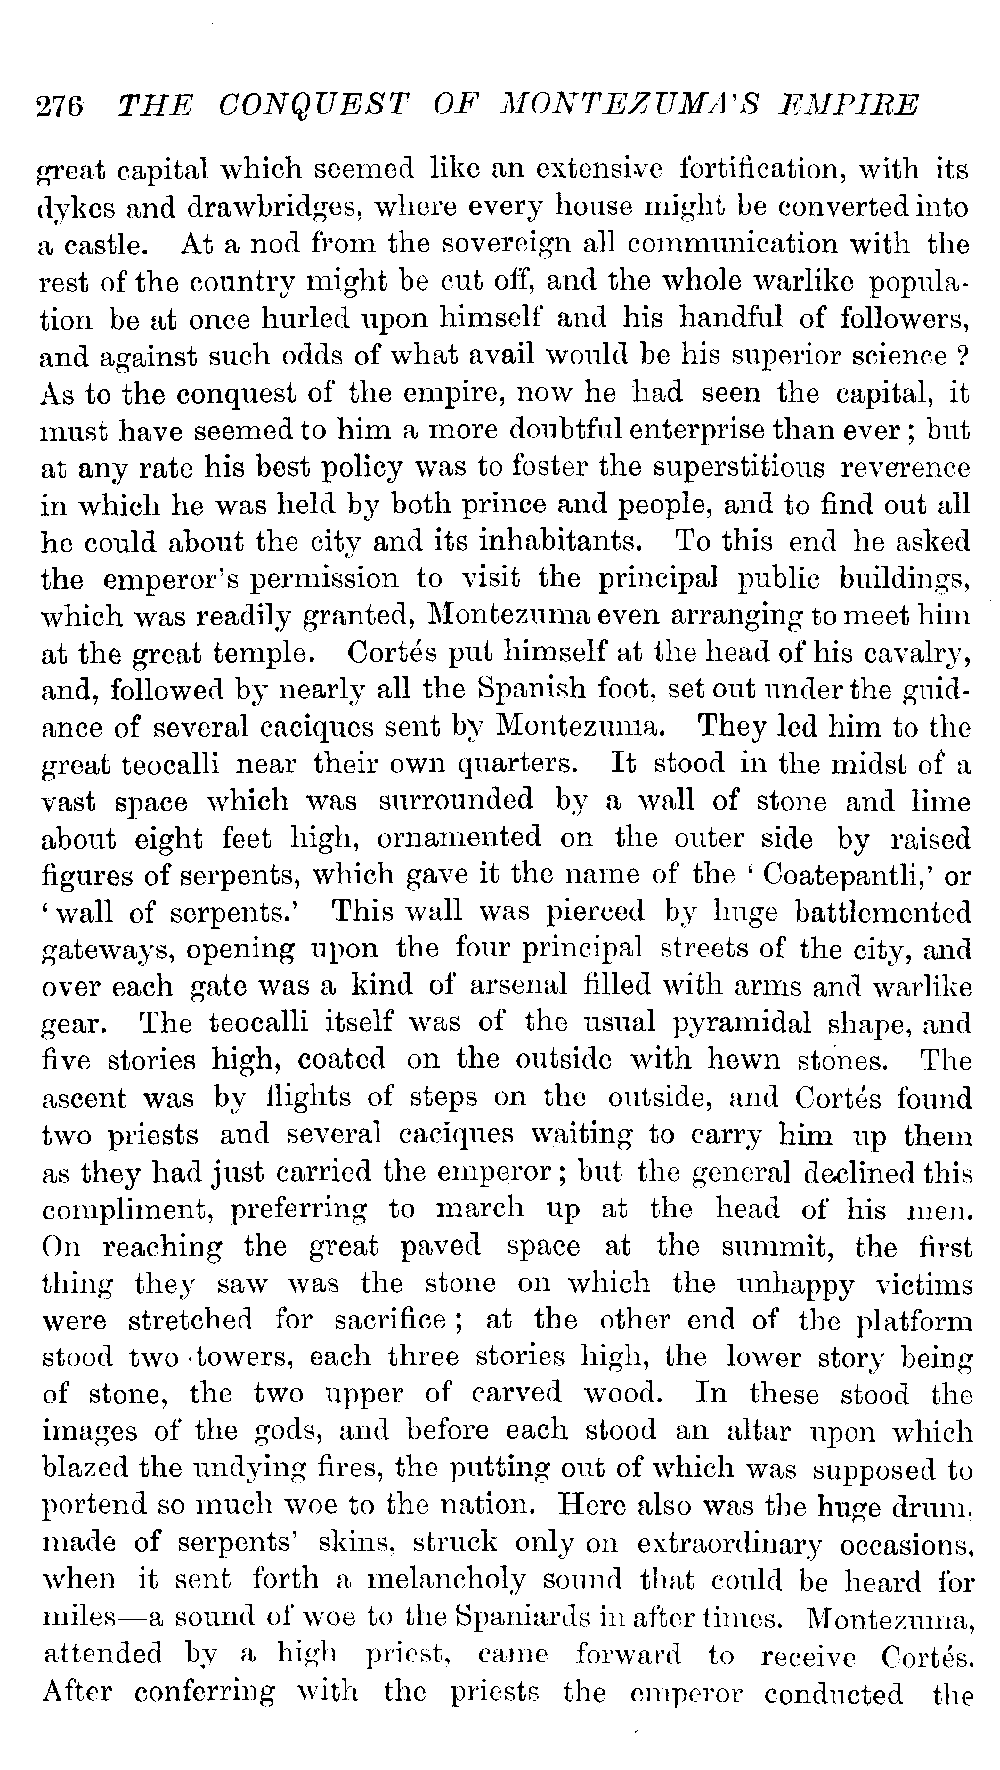 276 THE CONQUEST OF MONTEZUMA'S EMPIRE
great capital which seemed like an extensive fortification, with its
dykes and drawbridges, where every house might be converted into
a castle. At a nod from the sovereign all communication with the
rest of the country might be cut off, and the whole warlike popula-
tion be at once hurled upon himself and his handful of followers,
and against such odds of what avail would be his superior science ?
As to the conquest of the empire, now he had seen the capital, it
must have seemed to him a more doubtful enterprise than ever ; but
at any rate his best policy was to foster the superstitious reverence
in which he was held by both prince and people, and to find out all
he could about the city and its inhabitants. To this end he asked
the emperor's permission to visit the principal public buildings,
which was readily granted, Montezuma even arranging to meet him
at the great temple. Cortés put himself at the head of his cavalry,
and, followed by nearly all the Spanish foot, set out under the guid-
ance of several caciques sent by Montezuma. They led him to the
great teocalli near their own quarters. It stood in the midst of a
vast space which was surrounded by a wall of stone and lime
about eight feet high, ornamented on the outer side by raised
figures of serpents, which gave it the name of the ‘ Coatepantli,’ or
‘ wall of serpents.’ This wall was pierced by huge battlemented
gateways, opening upon the four principal streets of the city, and
over each gate was a kind of arsenal filled with arms and warlike
gear. The teocalli itself was of the usual pyramidal shape, and
five stories high, coated on the outside with hewn stones. The
ascent was by flights of steps on the outside, and Cortés found
two priests and several caciques waiting to carry him up them
as they had just carried the emperor ; but the general declined this
compliment, preferring to march up at the head of his men.
On reaching the great paved space at the summit, the first
thing they saw was the stone on which the unhappy victims
were stretched for sacrifice ; at the other end of the platform
stood two towers, each three stories high, the lower story being
of stone, the two upper of carved wood. In these stood the
images of the gods, and before each stood an altar upon which
blazed the undying fires, the putting out of which was supposed to
portend so much woe to the nation. Here also was the huge drum,
made of serpents' skins, struck only on extraordinary occasions,
when it sent forth a melancholy sound that could be heard for
miles—a sound of woe to the Spaniards in after times. Montezuma,
attended by a high priest, came forward to receive Cortés.
After conferring with the priests the emperor conducted the